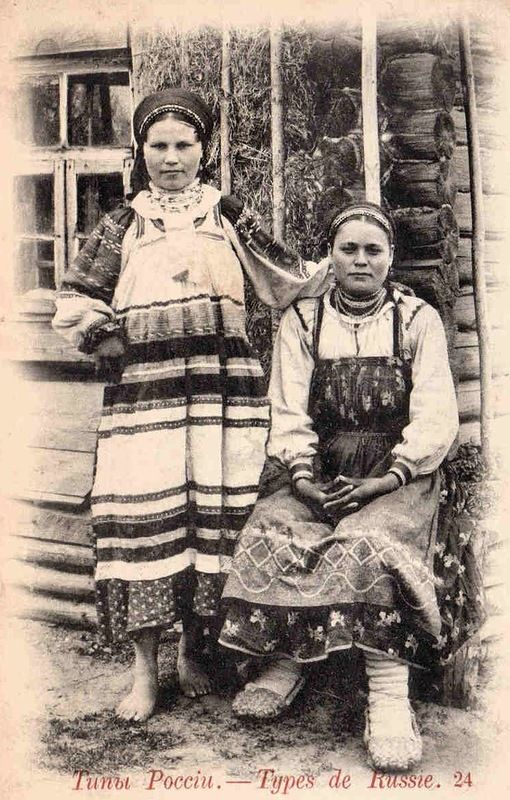 Типы Россіи. — Types de Russie. 24